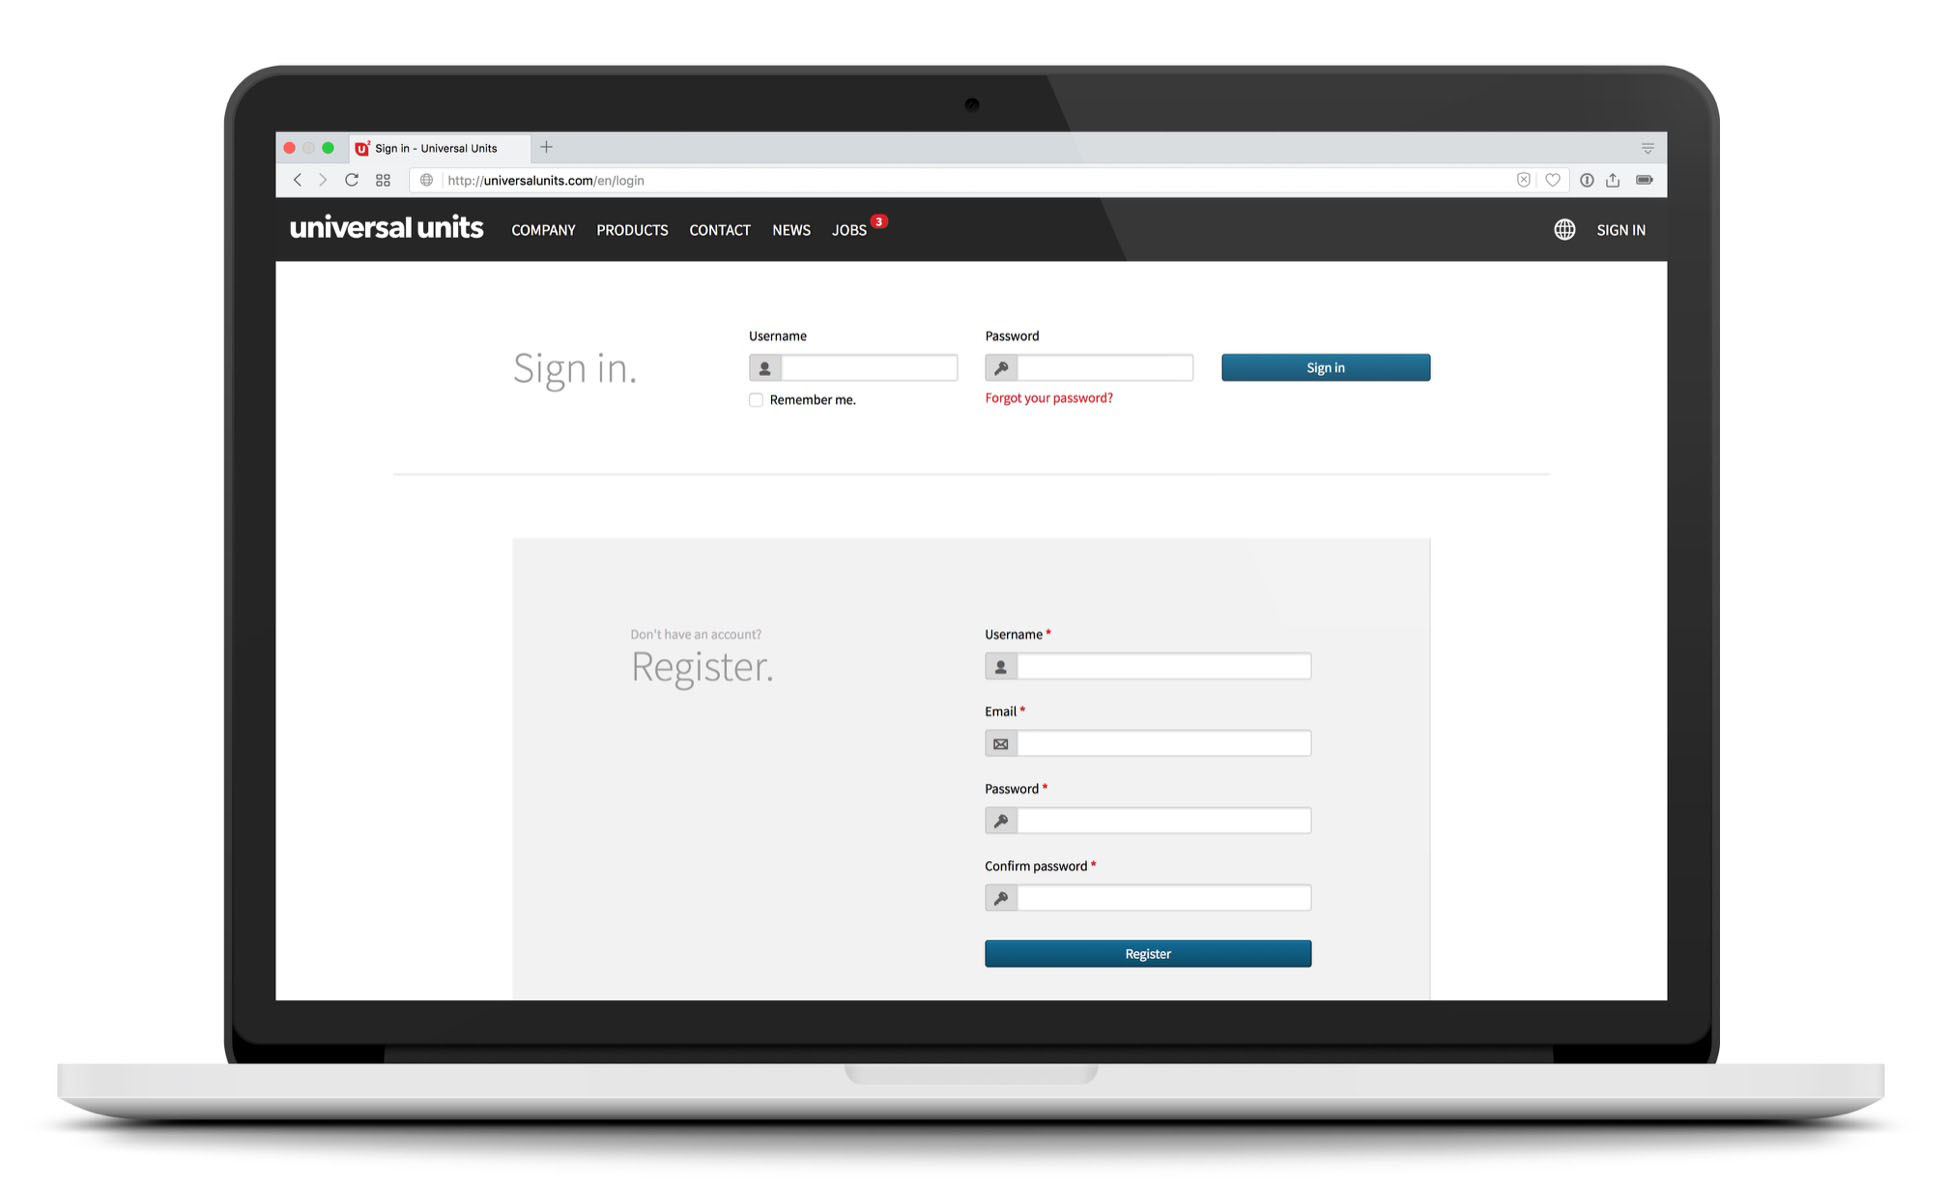 Sign in - Universal Units
http://universalunits.com/en/login
universal units COMPANY PRODUCTS CONTACT NEWS JOBS 3 SIGN IN
Username Password
Sign in. Sign in
Remember me. Forgot your password?
Don't have an account?
Register.
Username *
Email *
Password *
Confirm password *
Register